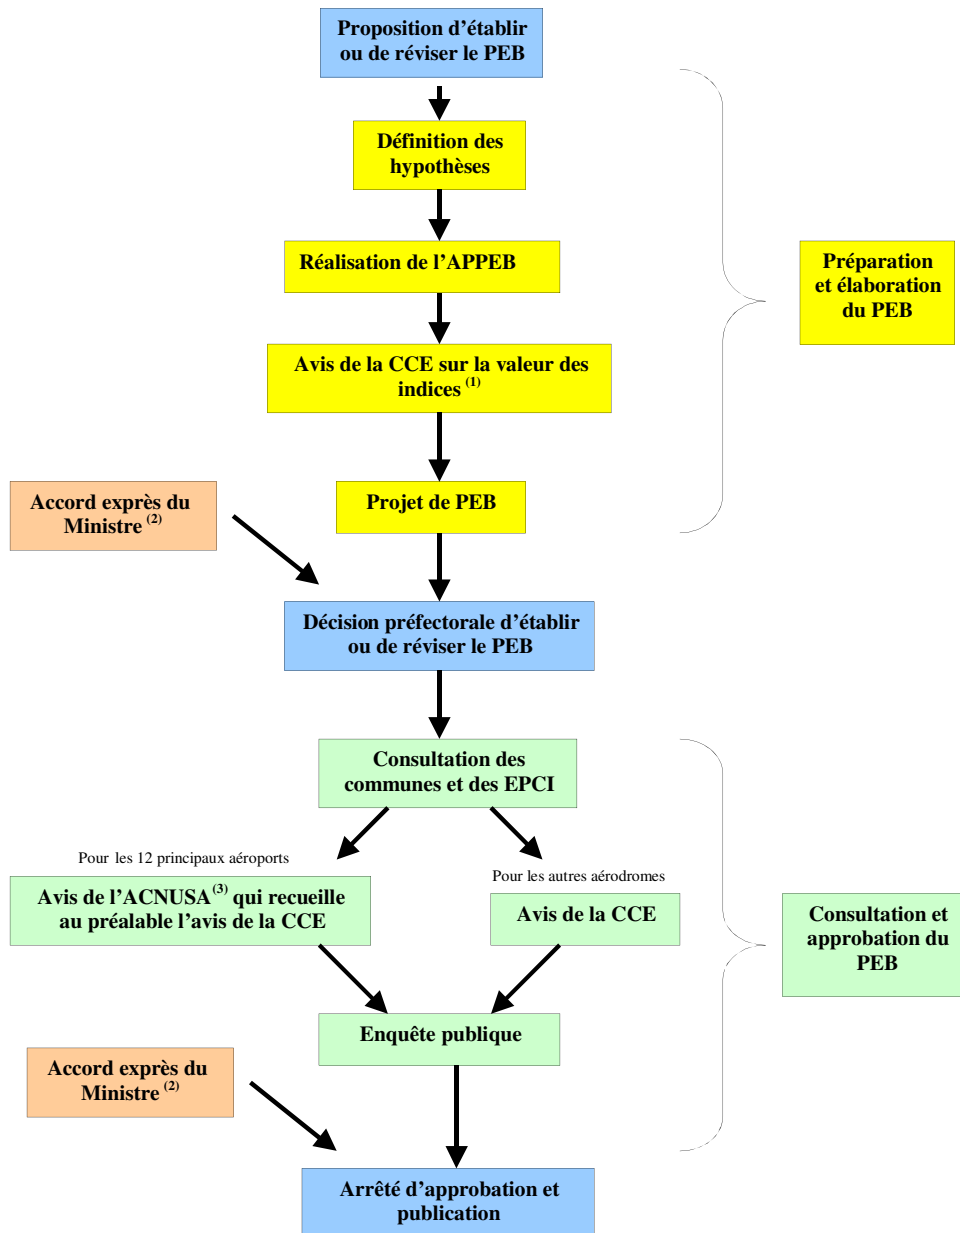 Proposition d’établir
ou de réviser le PEB
Définition des
hypothèses
Réalisation de l’APPEB
Préparation
et élaboration
du PEB
Avis de la CCE sur la valeur des
indices (1)
Accord exprès du
Ministre (2)
Projet de PEB
Décision préfectorale d’établir
ou de réviser le PEB
Consultation des
communes et des EPCI
Pour les 12 principaux aéroports
Avis de l’ACNUSA (3) qui recueille
au préalable l’avis de la CCE
Pour les autres aérodromes
Avis de la CCE
Consultation et
approbation du
PEB
Enquête publique
Accord exprès du
Ministre (2)
Arrêté d’approbation et
publication